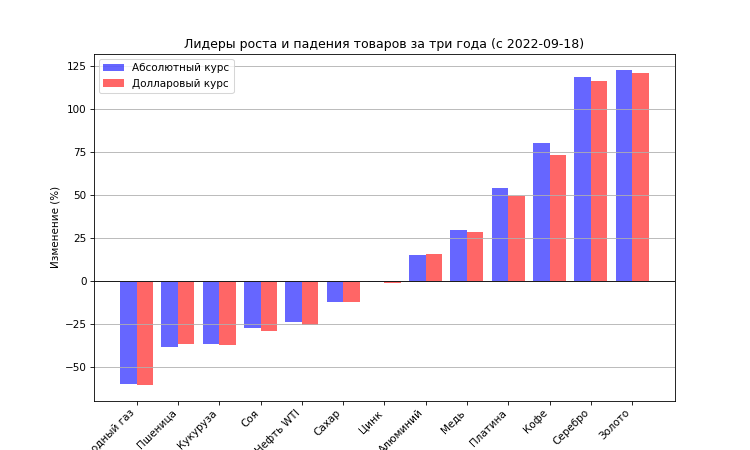 Лидеры роста и падения товаров за три года (с 2022-09-18)
Абсолютный курс
Долларовый курс
Изменение (%)
125
100
75
50
25
0
−25
−50
одный газ
Пшеница
Кукуруза
Соя
Нефть WTI
Сахар
Цинк
Алюминий
Медь
Платина
Кофе
Серебро
Золото